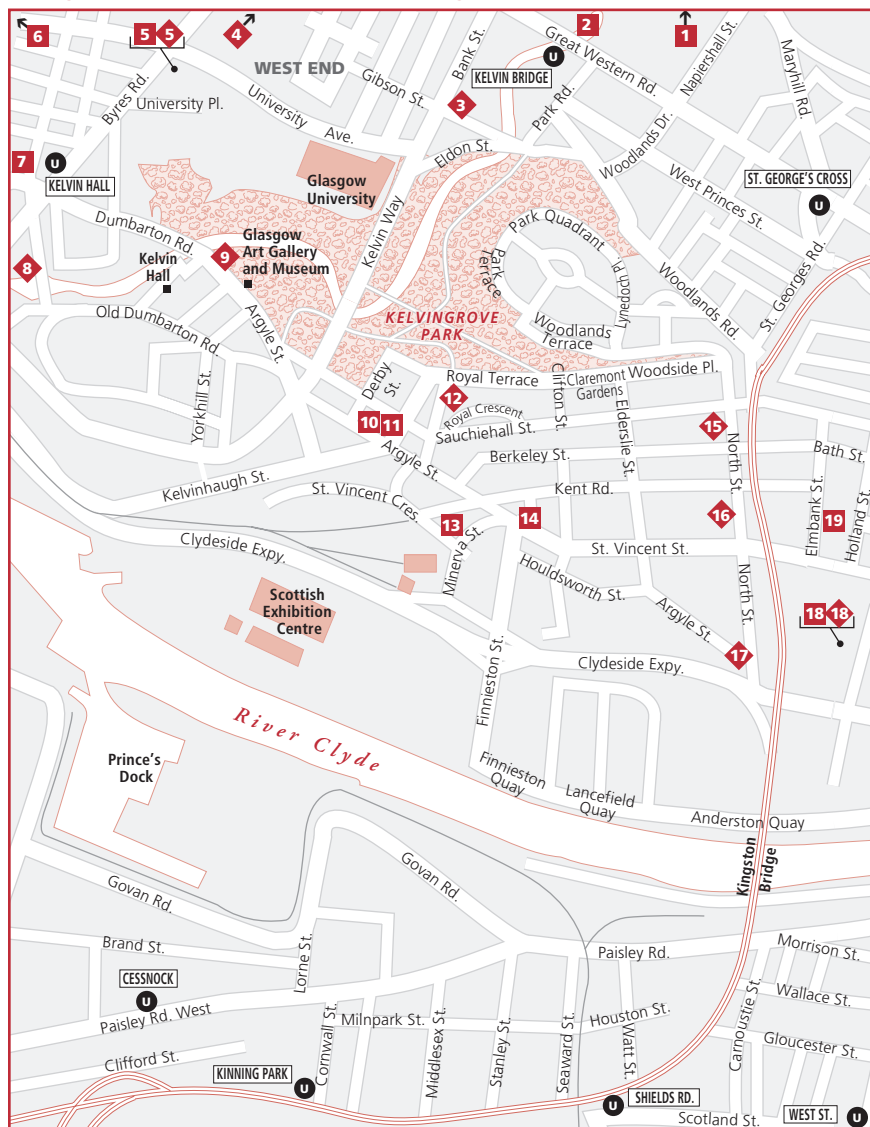 6
5
5
4
2
1
WEST END
Bank St.
KELVIN BRIDGE
U
Great Western Rd.
Napiershall St.
Maryhill Rd.
Byres Rd.
University Pl.
University
Ave.
Gibson St.
3
Park Rd.
Woodlands Dr.
West Princes St.
ST. GEORGE'S CROSS
U
7
U
KELVIN HALL
Glasgow
University
Eldon St.
Kelvin Way
Park Quadrant
Park
Terrace
Lynedoch Pl.
Woodlands Rd.
St. Georges Rd.
Dumbarton Rd.
Kelvin
Hall
9
Glasgow
Art Gallery
and Museum
8
Old Dumbarton Rd.
Argyle St.
KELVINGROVE
PARK
Woodlands
Terrace
Yorkhill St.
Derby
St.
Royal Terrace
Clifton St.
Claremont
Gardens
Woodside Pl.
12
Royal Crescent
Elderslie St.
10
11
Sauchiehall St.
15
North St.
Argyle St.
Berkeley St.
Bath St.
Kelvinhaugh St.
St. Vincent Cres.
Kent Rd.
Elmbank St.
Holland St.
13
Minerva St.
14
16
19
Clydeside Expy.
St. Vincent St.
Houldsworth St.
North St.
Scottish
Exhibition
Centre
Argyle St.
18
18
17
Finnieston St.
Clydeside Expy.
River Clyde
Prince's
Dock
Finnieston
Quay
Lancefield
Quay
Anderston Quay
Kingston
Bridge
Govan Rd.
Govan Rd.
Brand St.
Lorne St.
Paisley Rd.
Morrison St.
CESSNOCK
U
Paisley Rd. West
Wallace St.
Milnpark St.
Houston St.
Carnoustie St.
Gloucester St.
Clifford St.
Cornwall St.
Middlesex St.
Stanley St.
Seaward St.
Watt St.
KINNING PARK
U
U
SHIELDS RD.
Scotland St.
WEST ST.
U